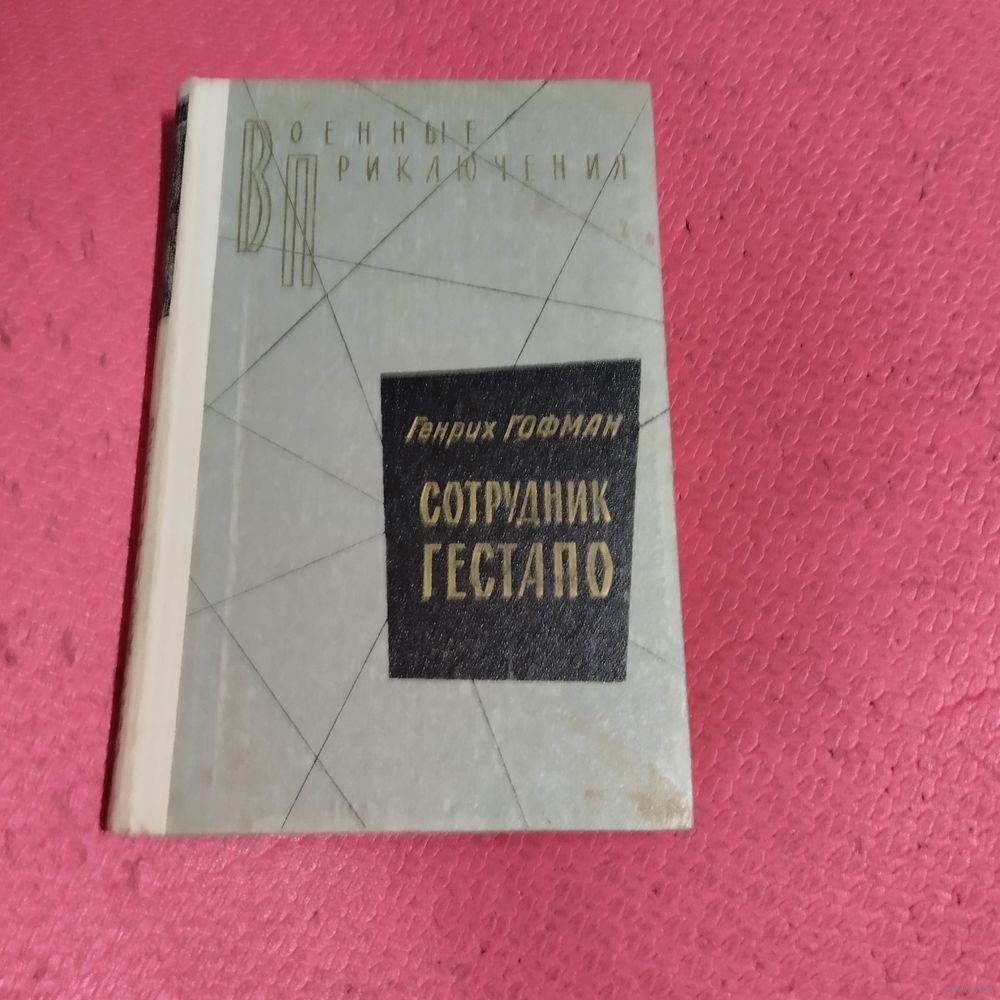 ВОЕННЫЕ
ПРИКЛЮЧЕНИЯ
Генрих ГОФМАН
СОТРУДНИК
ГЕСТАПО